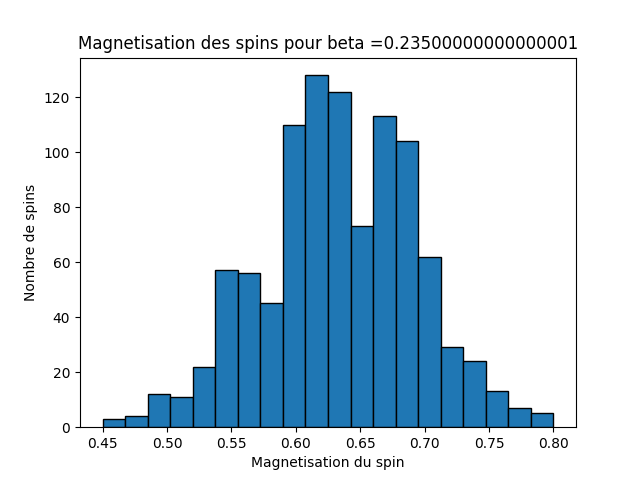 Magnetisation des spins pour beta =0.23500000000000001
Nombre de spins
120
100
80
60
40
20
0
0.45 0.50 0.55 0.60 0.65 0.70 0.75 0.80
Magnetisation du spin